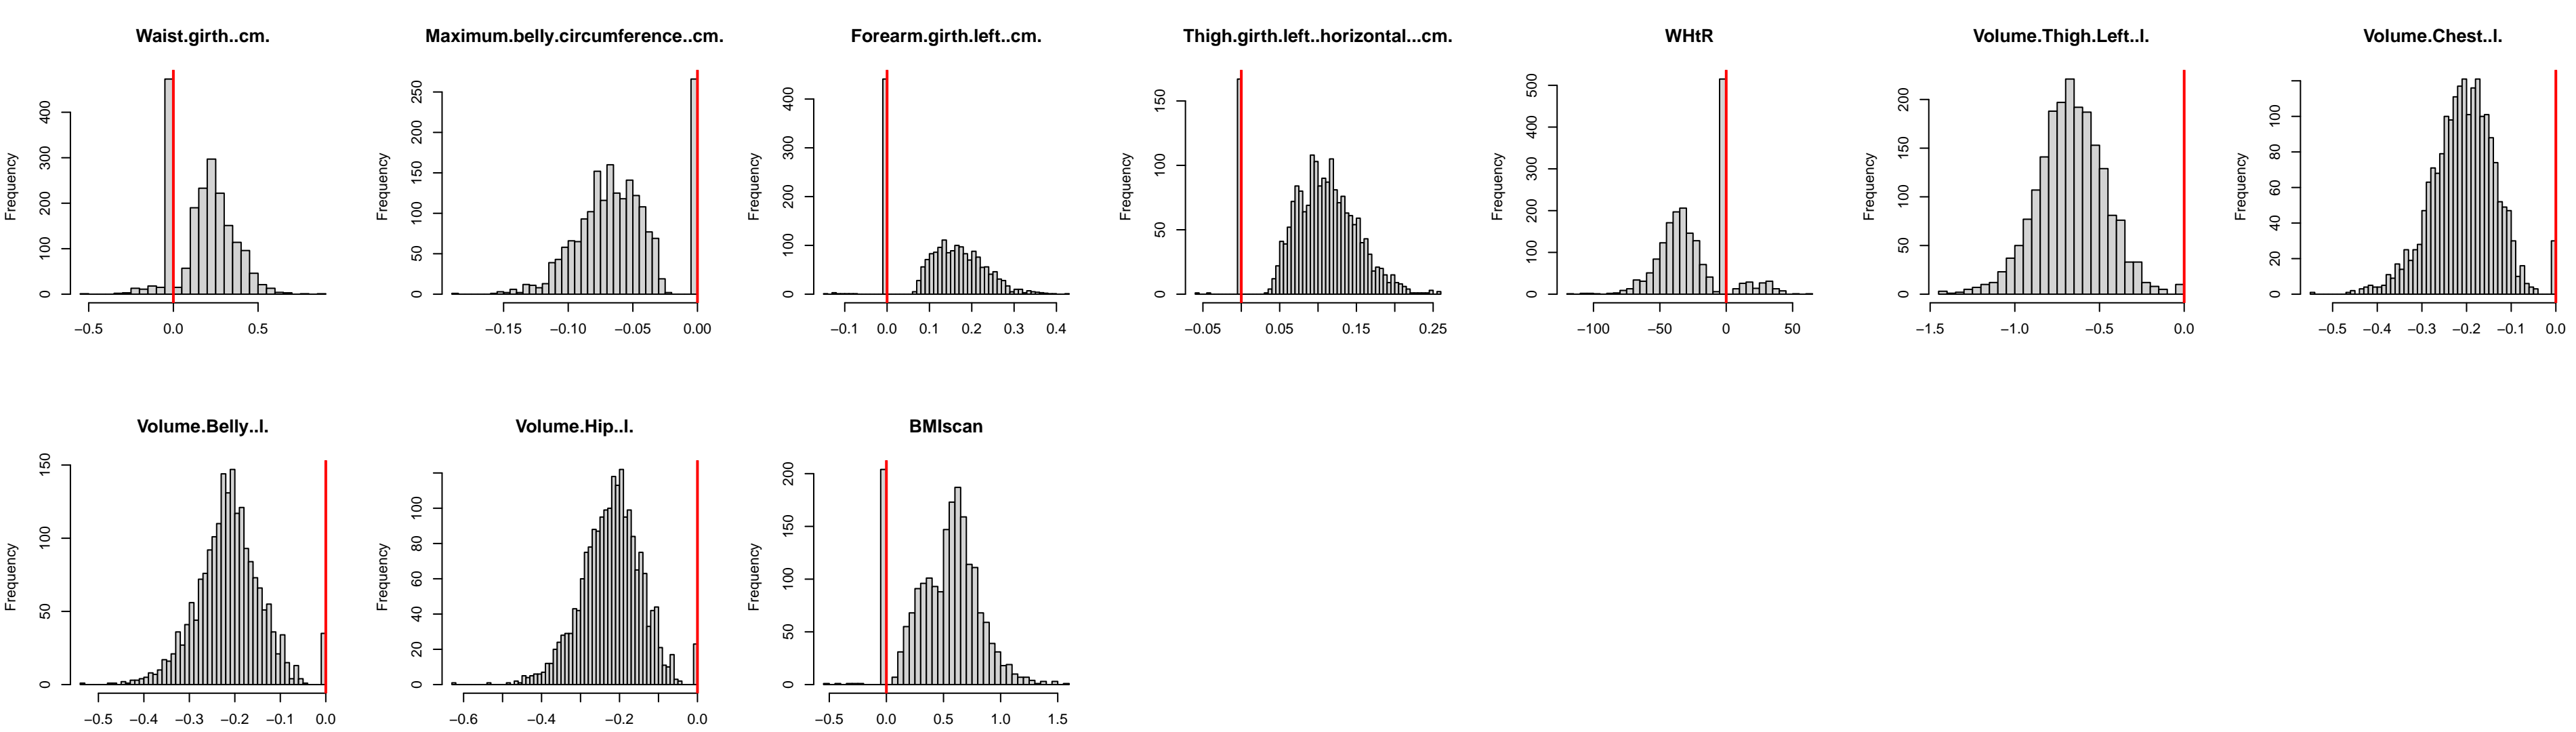 Waist.girth..cm.
Frequency
0 100 200 300 400
−0.5 0.0 0.5
Maximum.belly.circumference..cm.
Frequency
0 50 100 150 200 250
−0.15 −0.10 −0.05 0.00
Forearm.girth.left..cm.
Frequency
0 100 200 300 400
−0.1 0.0 0.1 0.2 0.3 0.4
Thigh.girth.left..horizontal...cm.
Frequency
0 50 100 150
−0.05 0.05 0.15 0.25
WHtR
Frequency
0 100 200 300 400 500
−100 −50 0 50
Volume.Thigh.Left..l.
Frequency
0 50 100 150 200
−1.5 −1.0 −0.5 0.0
Volume.Chest..l.
Frequency
0 20 40 60 80 100
−0.5 −0.4 −0.3 −0.2 −0.1 0.0
Volume.Belly..l.
Frequency
0 50 100 150
−0.5 −0.4 −0.3 −0.2 −0.1 0.0
Volume.Hip..l.
Frequency
0 20 40 60 80 100
−0.6 −0.4 −0.2 0.0
BMIscan
Frequency
0 50 100 150 200
−0.5 0.0 0.5 1.0 1.5